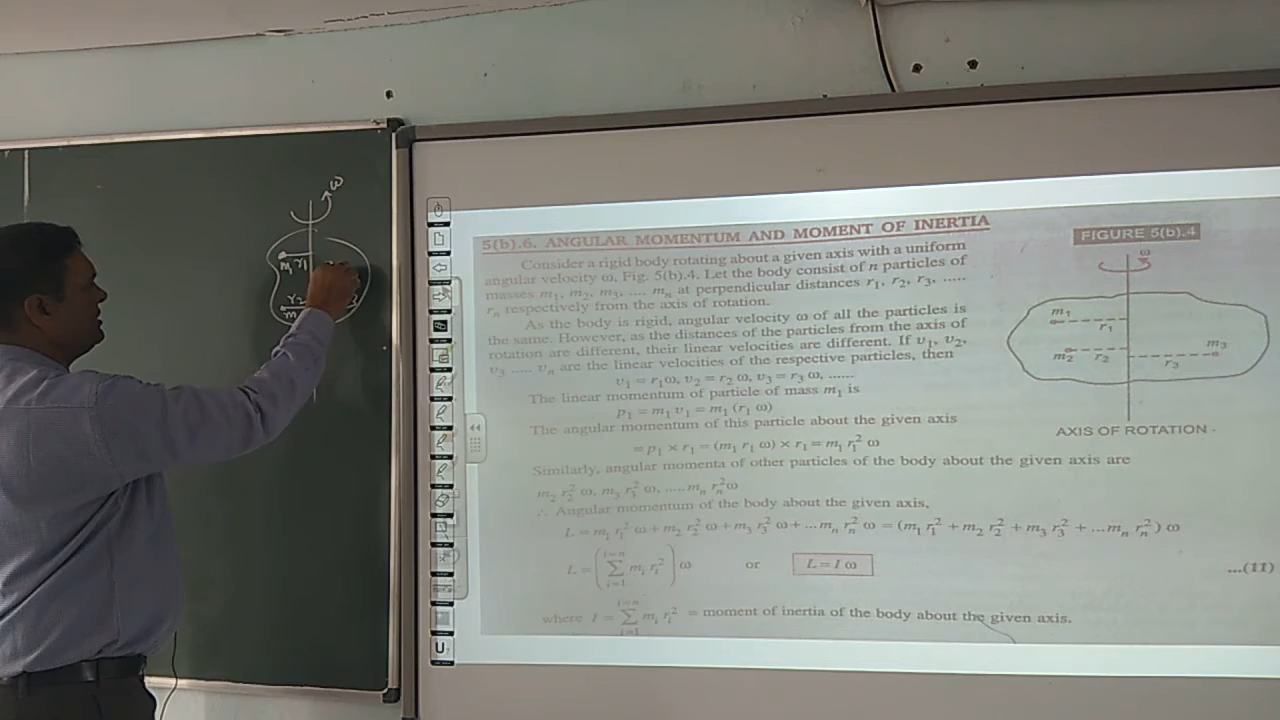 ω
m₁ r₁
r₂
m
5(b).6. ANGULAR MOMENTUM AND MOMENT OF INERTIA
Consider a rigid body rotating about a given axis with a uniform
angular velocity ω, Fig. 5(b).4. Let the body consist of n particles of
masses m₁, m₂, m₃, .... mₙ at perpendicular distances r₁, r₂, r₃, .....
rₙ respectively from the axis of rotation.
As the body is rigid, angular velocity ω of all the particles is
the same. However, as the distances of the particles from the axis of
rotation are different, their linear velocities are different. If υ₁, υ₂,
υ₃ ..... υₙ are the linear velocities of the respective particles, then
υ₁ = r₁ω, υ₂ = r₂ ω, υ₃ = r₃ ω, ......
The linear momentum of particle of mass m₁ is
p₁ = m₁ υ₁ = m₁ (r₁ ω)
The angular momentum of this particle about the given axis
= p₁ × r₁ = (m₁ r₁ ω) × r₁ = m₁ r₁² ω
Similarly, angular momenta of other particles of the body about the given axis are
m₂ r₂² ω, m₃ r₃² ω, ..... mₙ rₙ² ω
∴ Angular momentum of the body about the given axis,
L = m₁ r₁² ω + m₂ r₂² ω + m₃ r₃² ω + ... mₙ rₙ² ω = (m₁ r₁² + m₂ r₂² + m₃ r₃² + ... mₙ rₙ²) ω
L = (∑ i=1 i=n mᵢ rᵢ²) ω or L = I ω ...(11)
where I = ∑ i=1 i=n mᵢ rᵢ² = moment of inertia of the body about the given axis.
FIGURE 5(b).4
ω
m₁
r₁
m₂ r₂
m₃
r₃
AXIS OF ROTATION